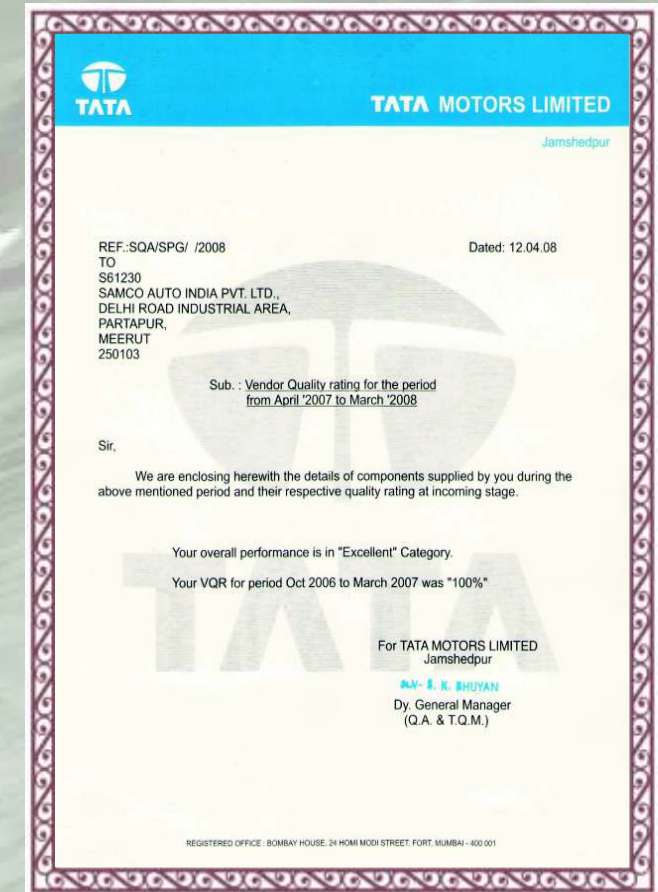 TATA
TATA MOTORS LIMITED
Jamshedpur
REF.:SQA/SPG/ /2008
Dated: 12.04.08
TO
S61230
SAMCO AUTO INDIA PVT. LTD.,
DELHI ROAD INDUSTRIAL AREA,
PARTAPUR,
MEERUT
250103
Sub. : Vendor Quality rating for the period
from April '2007 to March '2008
Sir,
We are enclosing herewith the details of components supplied by you during the
above mentioned period and their respective quality rating at incoming stage.
Your overall performance is in "Excellent" Category.
Your VQR for period Oct 2006 to March 2007 was "100%"
TATA
For TATA MOTORS LIMITED
Jamshedpur
K. BHUYAN
Dy. General Manager
(Q.A. & T.Q.M.)
REGISTERED OFFICE : BOMBAY HOUSE, 24 HOMI MODI STREET, FORT, MUMBAI - 400 001